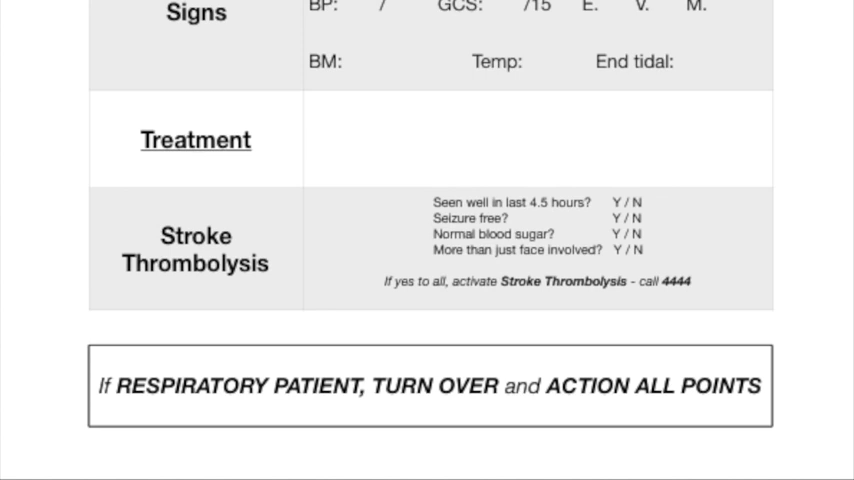 Signs
BP: / GCS: /15 E. V. M.
BM: Temp: End tidal:
Treatment
Stroke
Thrombolysis
Seen well in last 4.5 hours? Y / N
Seizure free? Y / N
Normal blood sugar? Y / N
More than just face involved? Y / N
If yes to all, activate Stroke Thrombolysis - call 4444
If RESPIRATORY PATIENT, TURN OVER and ACTION ALL POINTS